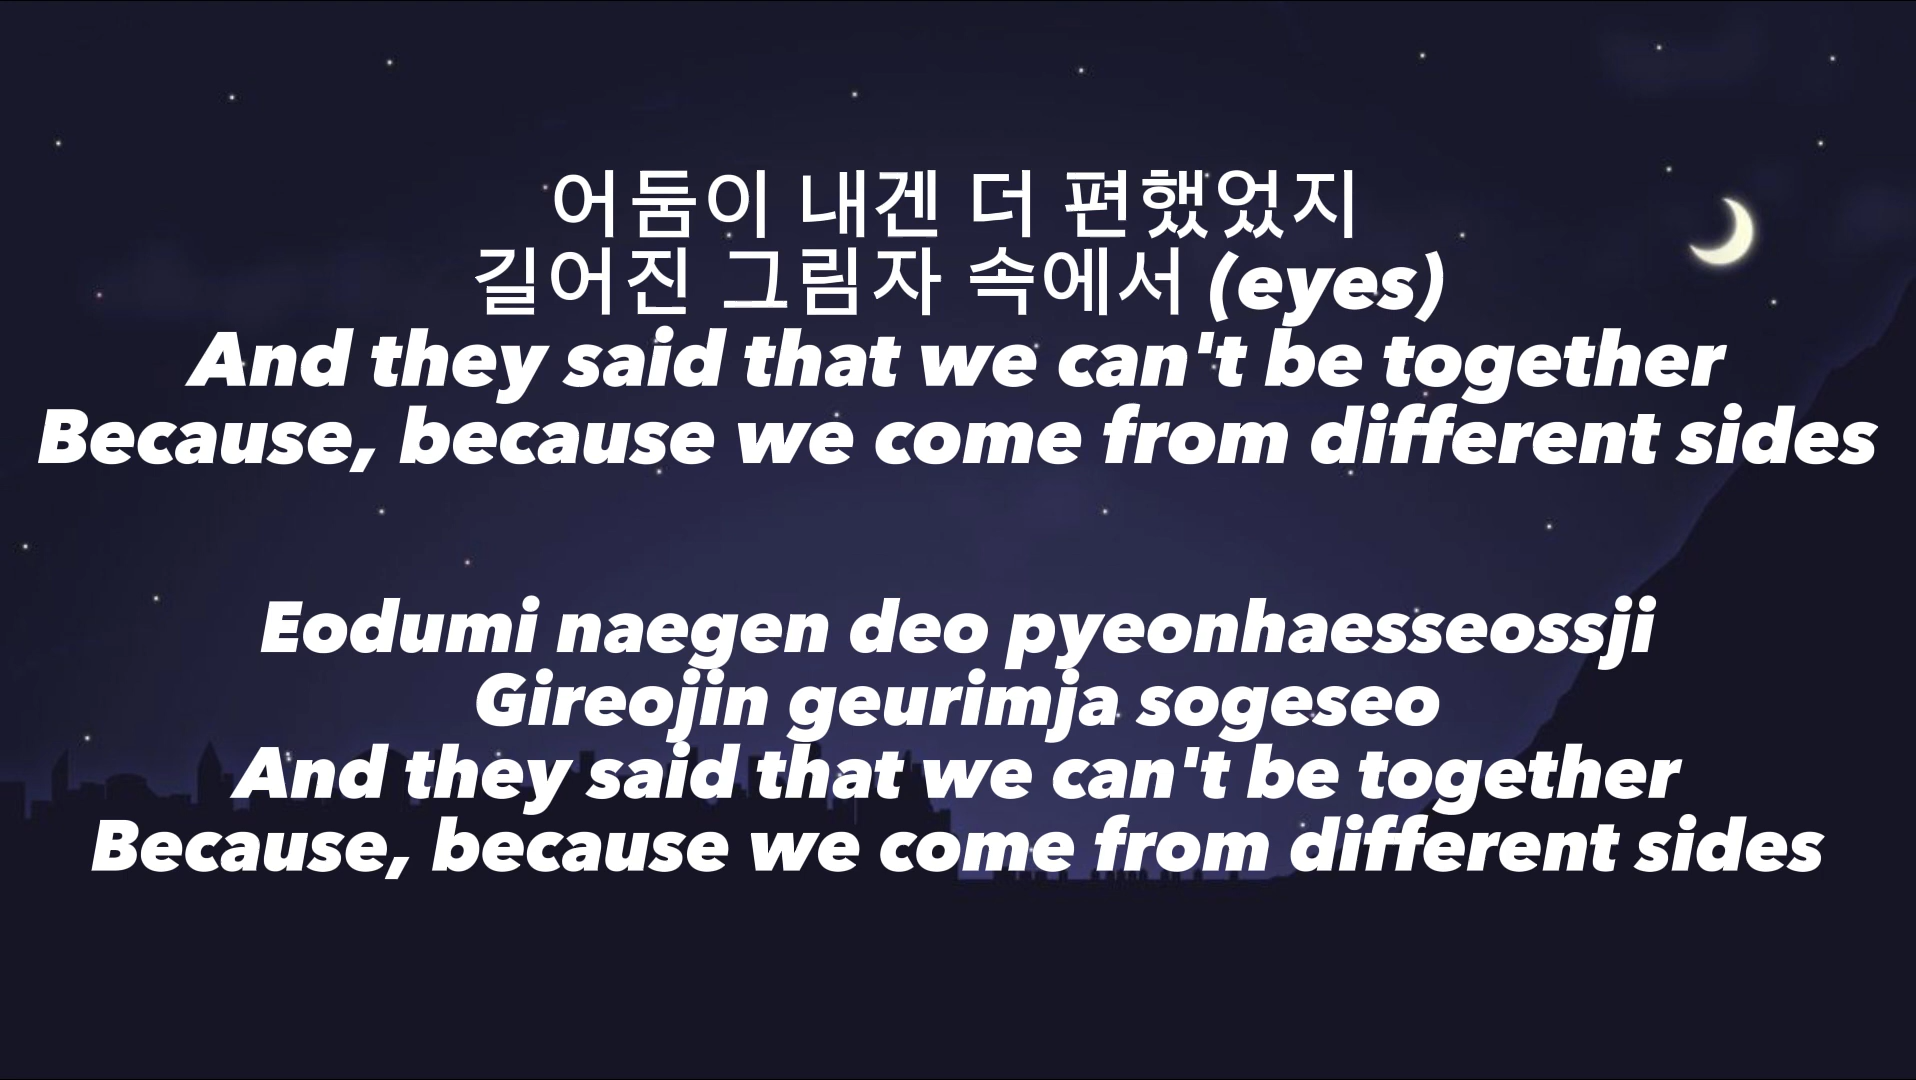 어둠이 내겐 더 편했었지
길어진 그림자 속에서 (eyes)
And they said that we can't be together
Because, because we come from different sides
Eodumi naegen deo pyeonhaesseossji
Gireojin geurimja sogeseo
And they said that we can't be together
Because, because we come from different sides